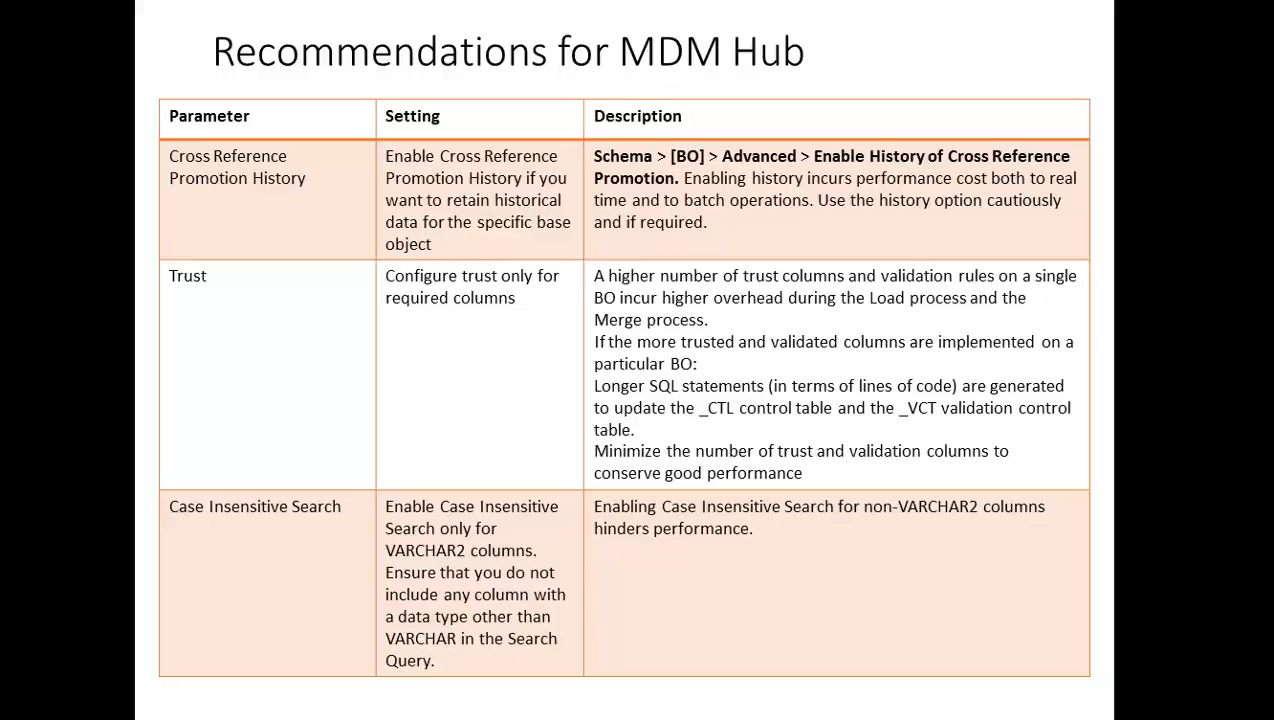 Recommendations for MDM Hub
Parameter
Setting
Description
Cross Reference
Promotion History
Enable Cross Reference
Promotion History if you
want to retain historical
data for the specific base
object
Schema > [BO] > Advanced > Enable History of Cross Reference
Promotion. Enabling history incurs performance cost both to real
time and to batch operations. Use the history option cautiously
and if required.
Trust
Configure trust only for
required columns
A higher number of trust columns and validation rules on a single
BO incur higher overhead during the Load process and the
Merge process.
If the more trusted and validated columns are implemented on a
particular BO:
Longer SQL statements (in terms of lines of code) are generated
to update the _CTL control table and the _VCT validation control
table.
Minimize the number of trust and validation columns to
conserve good performance
Case Insensitive Search
Enable Case Insensitive
Search only for
VARCHAR2 columns.
Ensure that you do not
include any column with
a data type other than
VARCHAR in the Search
Query.
Enabling Case Insensitive Search for non-VARCHAR2 columns
hinders performance.